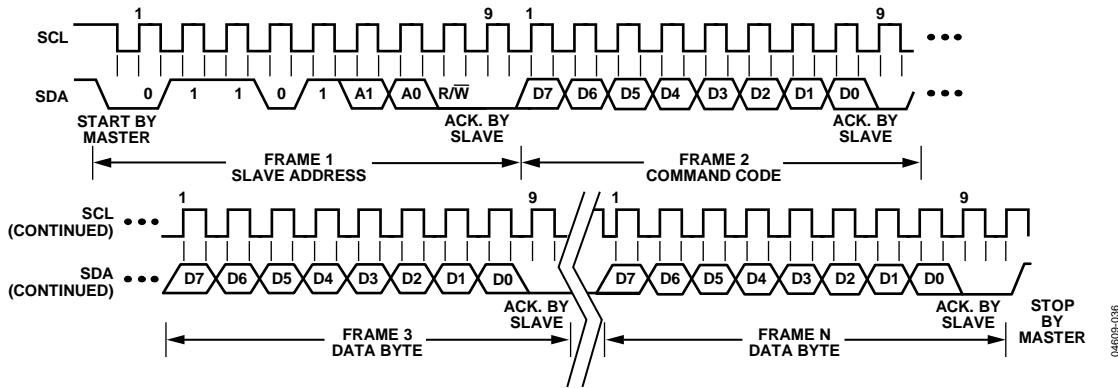 1 9 1 9
SCL
SDA 0 1 1 0 1 A1 A0 R/W̅ D7 D6 D5 D4 D3 D2 D1 D0
START BY MASTER
ACK. BY SLAVE
ACK. BY SLAVE
FRAME 1
SLAVE ADDRESS
FRAME 2
COMMAND CODE
1 9 1 9
SCL
(CONTINUED)
SDA
(CONTINUED)
D7 D6 D5 D4 D3 D2 D1 D0 D7 D6 D5 D4 D3 D2 D1 D0
ACK. BY
SLAVE
ACK. BY
SLAVE
STOP
BY
MASTER
FRAME 3
DATA BYTE
FRAME N
DATA BYTE
04609-036